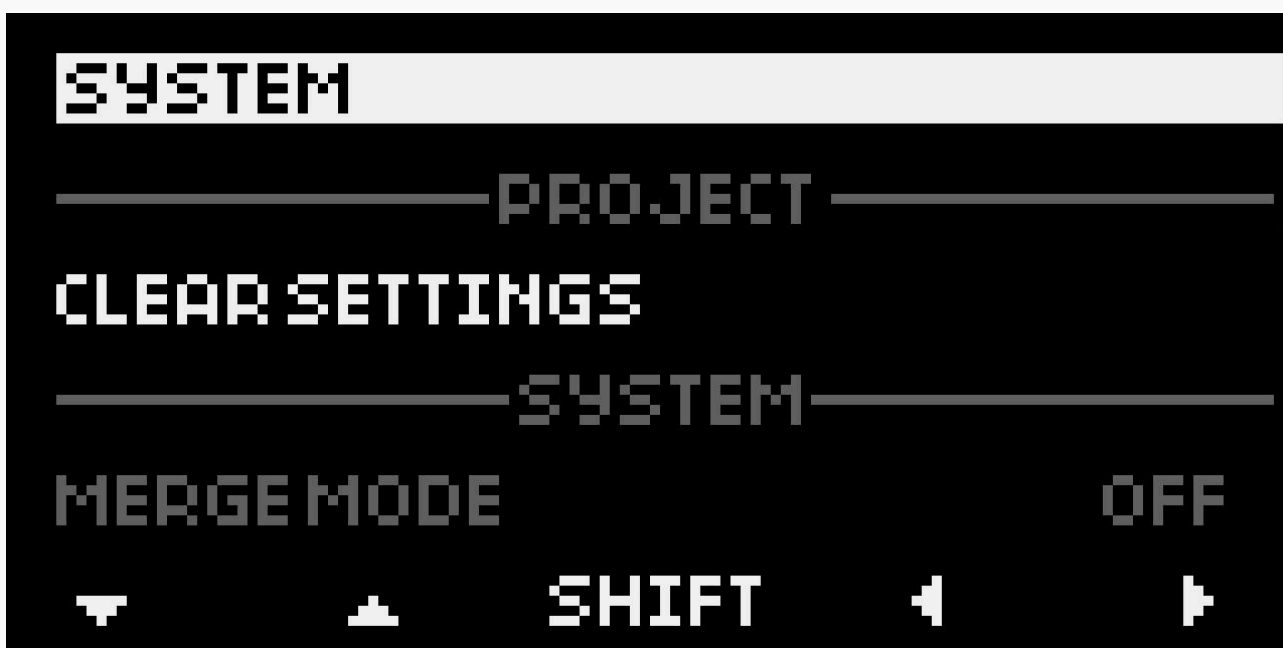 SYSTEM
PROJECT
CLEAR SETTINGS
SYSTEM
MERGE MODE OFF
SHIFT